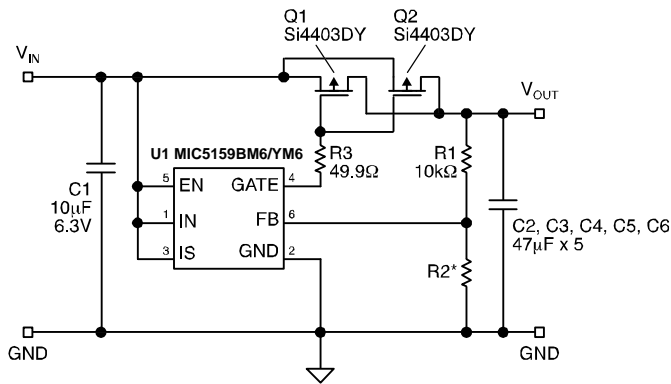 Q1
Si4403DY
Q2
Si4403DY
VIN
VOUT
U1 MIC5159BM6/YM6
R3
49.9Ω
R1
10kΩ
C1
10µF
6.3V
5
EN
GATE
4
1
IN
FB
6
3
IS
GND
2
C2, C3, C4, C5, C6
47µF x 5
R2*
GND
GND